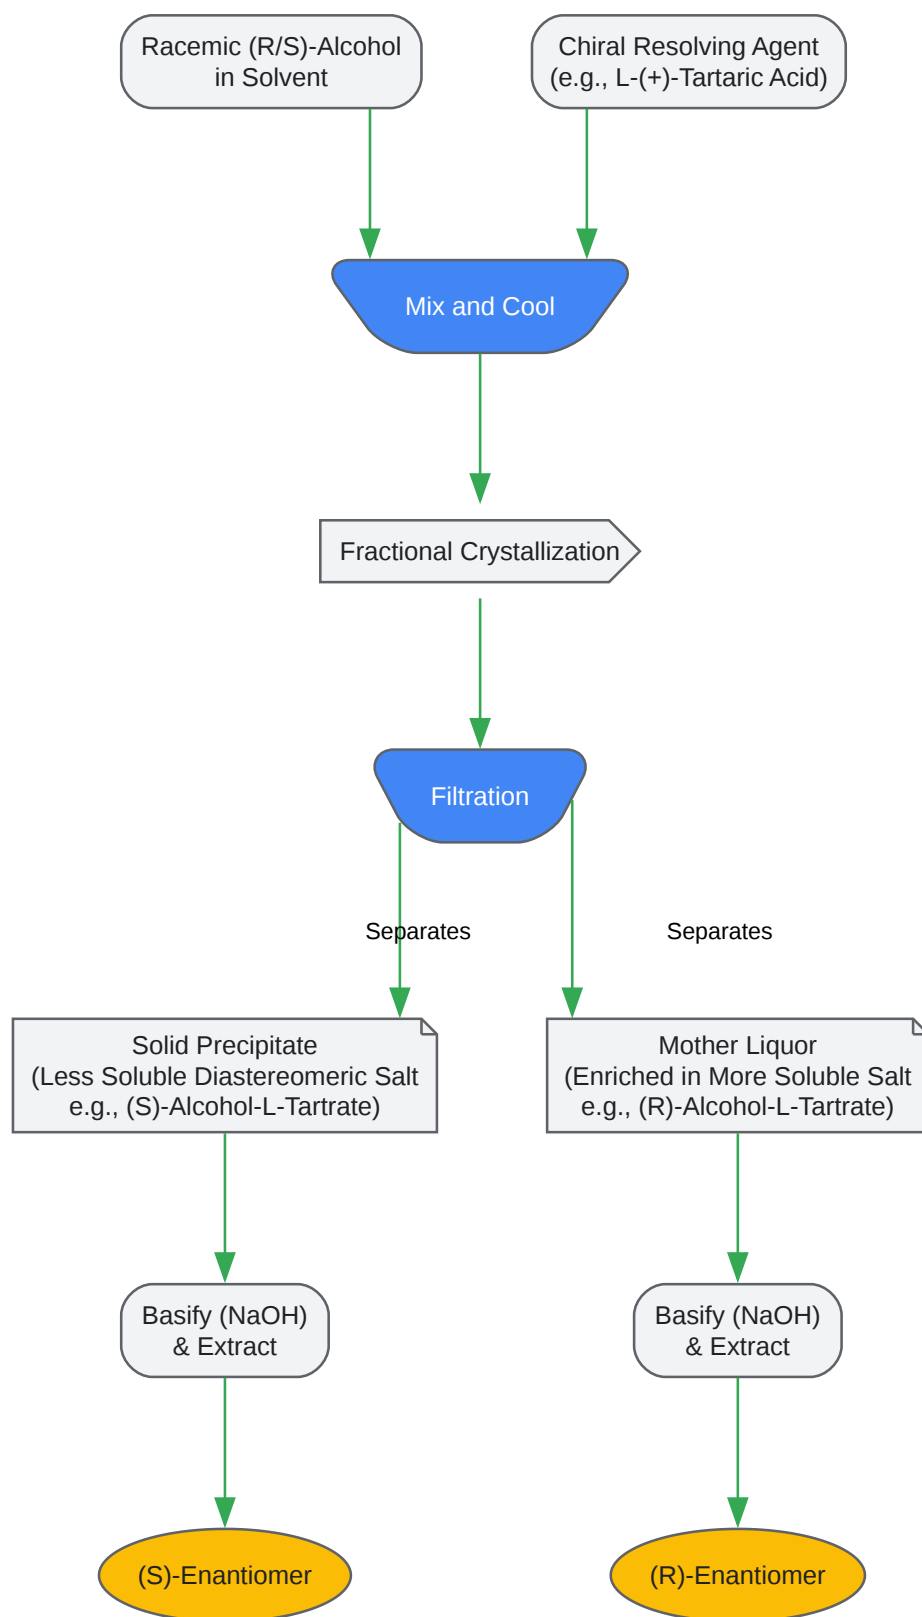 Racemic (R/S)-Alcohol
in Solvent
Chiral Resolving Agent
(e.g., L-(+)-Tartaric Acid)
Mix and Cool
Fractional Crystallization
Filtration
Separates
Separates
Solid Precipitate
(Less Soluble Diastereomeric Salt
e.g., (S)-Alcohol-L-Tartrate)
Mother Liquor
(Enriched in More Soluble Salt
e.g., (R)-Alcohol-L-Tartrate)
Basify (NaOH)
& Extract
Basify (NaOH)
& Extract
(S)-Enantiomer
(R)-Enantiomer